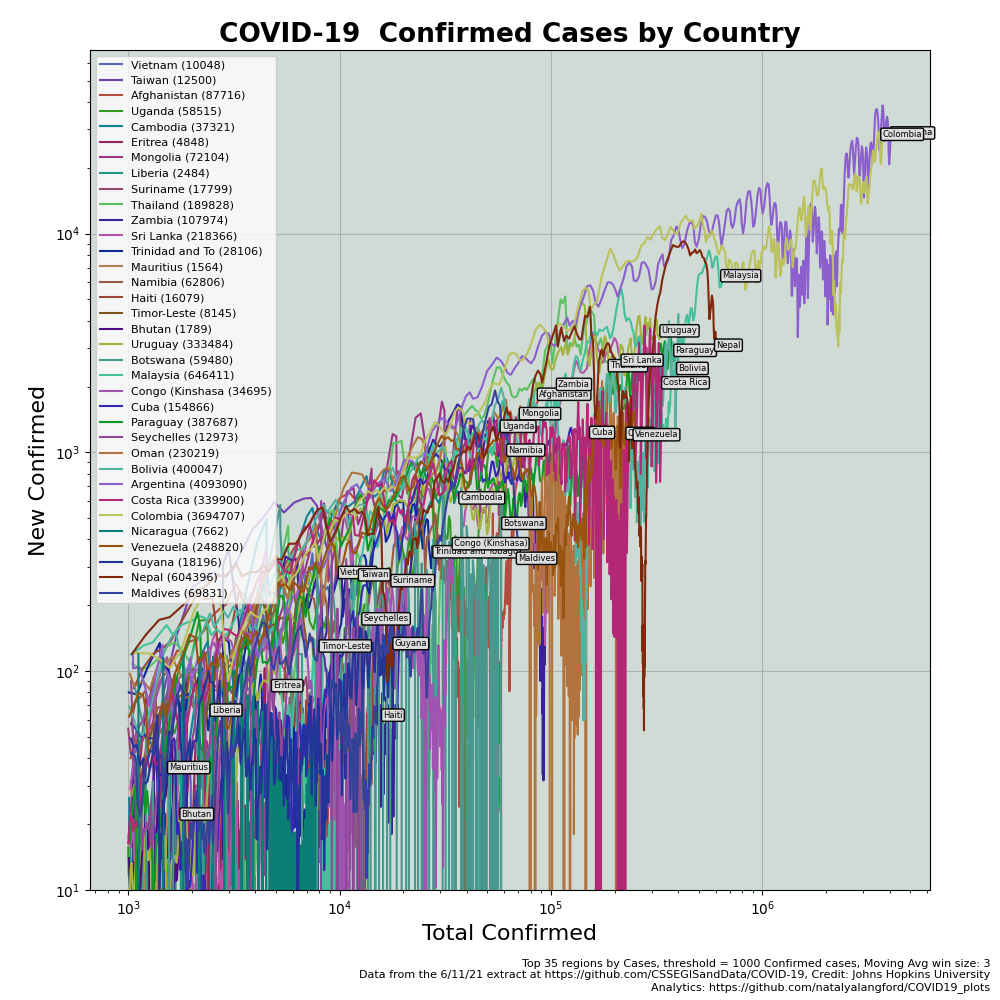 COVID-19 Confirmed Cases by Country
Vietnam (10048)
Taiwan (12500)
Afghanistan (87716)
Uganda (58515)
Cambodia (37321)
Eritrea (4848)
Mongolia (72104)
Liberia (2484)
Suriname (17799)
Thailand (189828)
Zambia (107974)
Sri Lanka (218366)
Trinidad and To (28106)
Mauritius (1564)
Namibia (62806)
Haiti (16079)
Timor-Leste (8145)
Bhutan (1789)
Uruguay (333484)
Botswana (59480)
Malaysia (646411)
Congo (Kinshasa (34695)
Cuba (154866)
Paraguay (387687)
Seychelles (12973)
Oman (230219)
Bolivia (400047)
Argentina (4093090)
Costa Rica (339900)
Colombia (3694707)
Nicaragua (7662)
Venezuela (248820)
Guyana (18196)
Nepal (604396)
Maldives (69831)
Colombia
Malaysia
Uruguay
Nepal
Paraguay
Sri Lanka
Bolivia
Costa Rica
Zambia
Afghanistan
Mongolia
Uganda
Cuba
Venezuela
Namibia
Cambodia
Botswana
Congo (Kinshasa)
Trinidad and Tobago
Maldives
Taiwan
Suriname
Seychelles
Timor-Leste
Guyana
Eritrea
Liberia
Haiti
Mauritius
Bhutan
10⁴
10³
10²
10¹
New Confirmed
10³ 10⁴ 10⁵ 10⁶
Total Confirmed
Top 35 regions by Cases, threshold = 1000 Confirmed cases, Moving Avg win size: 3
Data from the 6/11/21 extract at https://github.com/CSSEGISandData/COVID-19, Credit: Johns Hopkins University
Analytics: https://github.com/natalyalangford/COVID19_plots